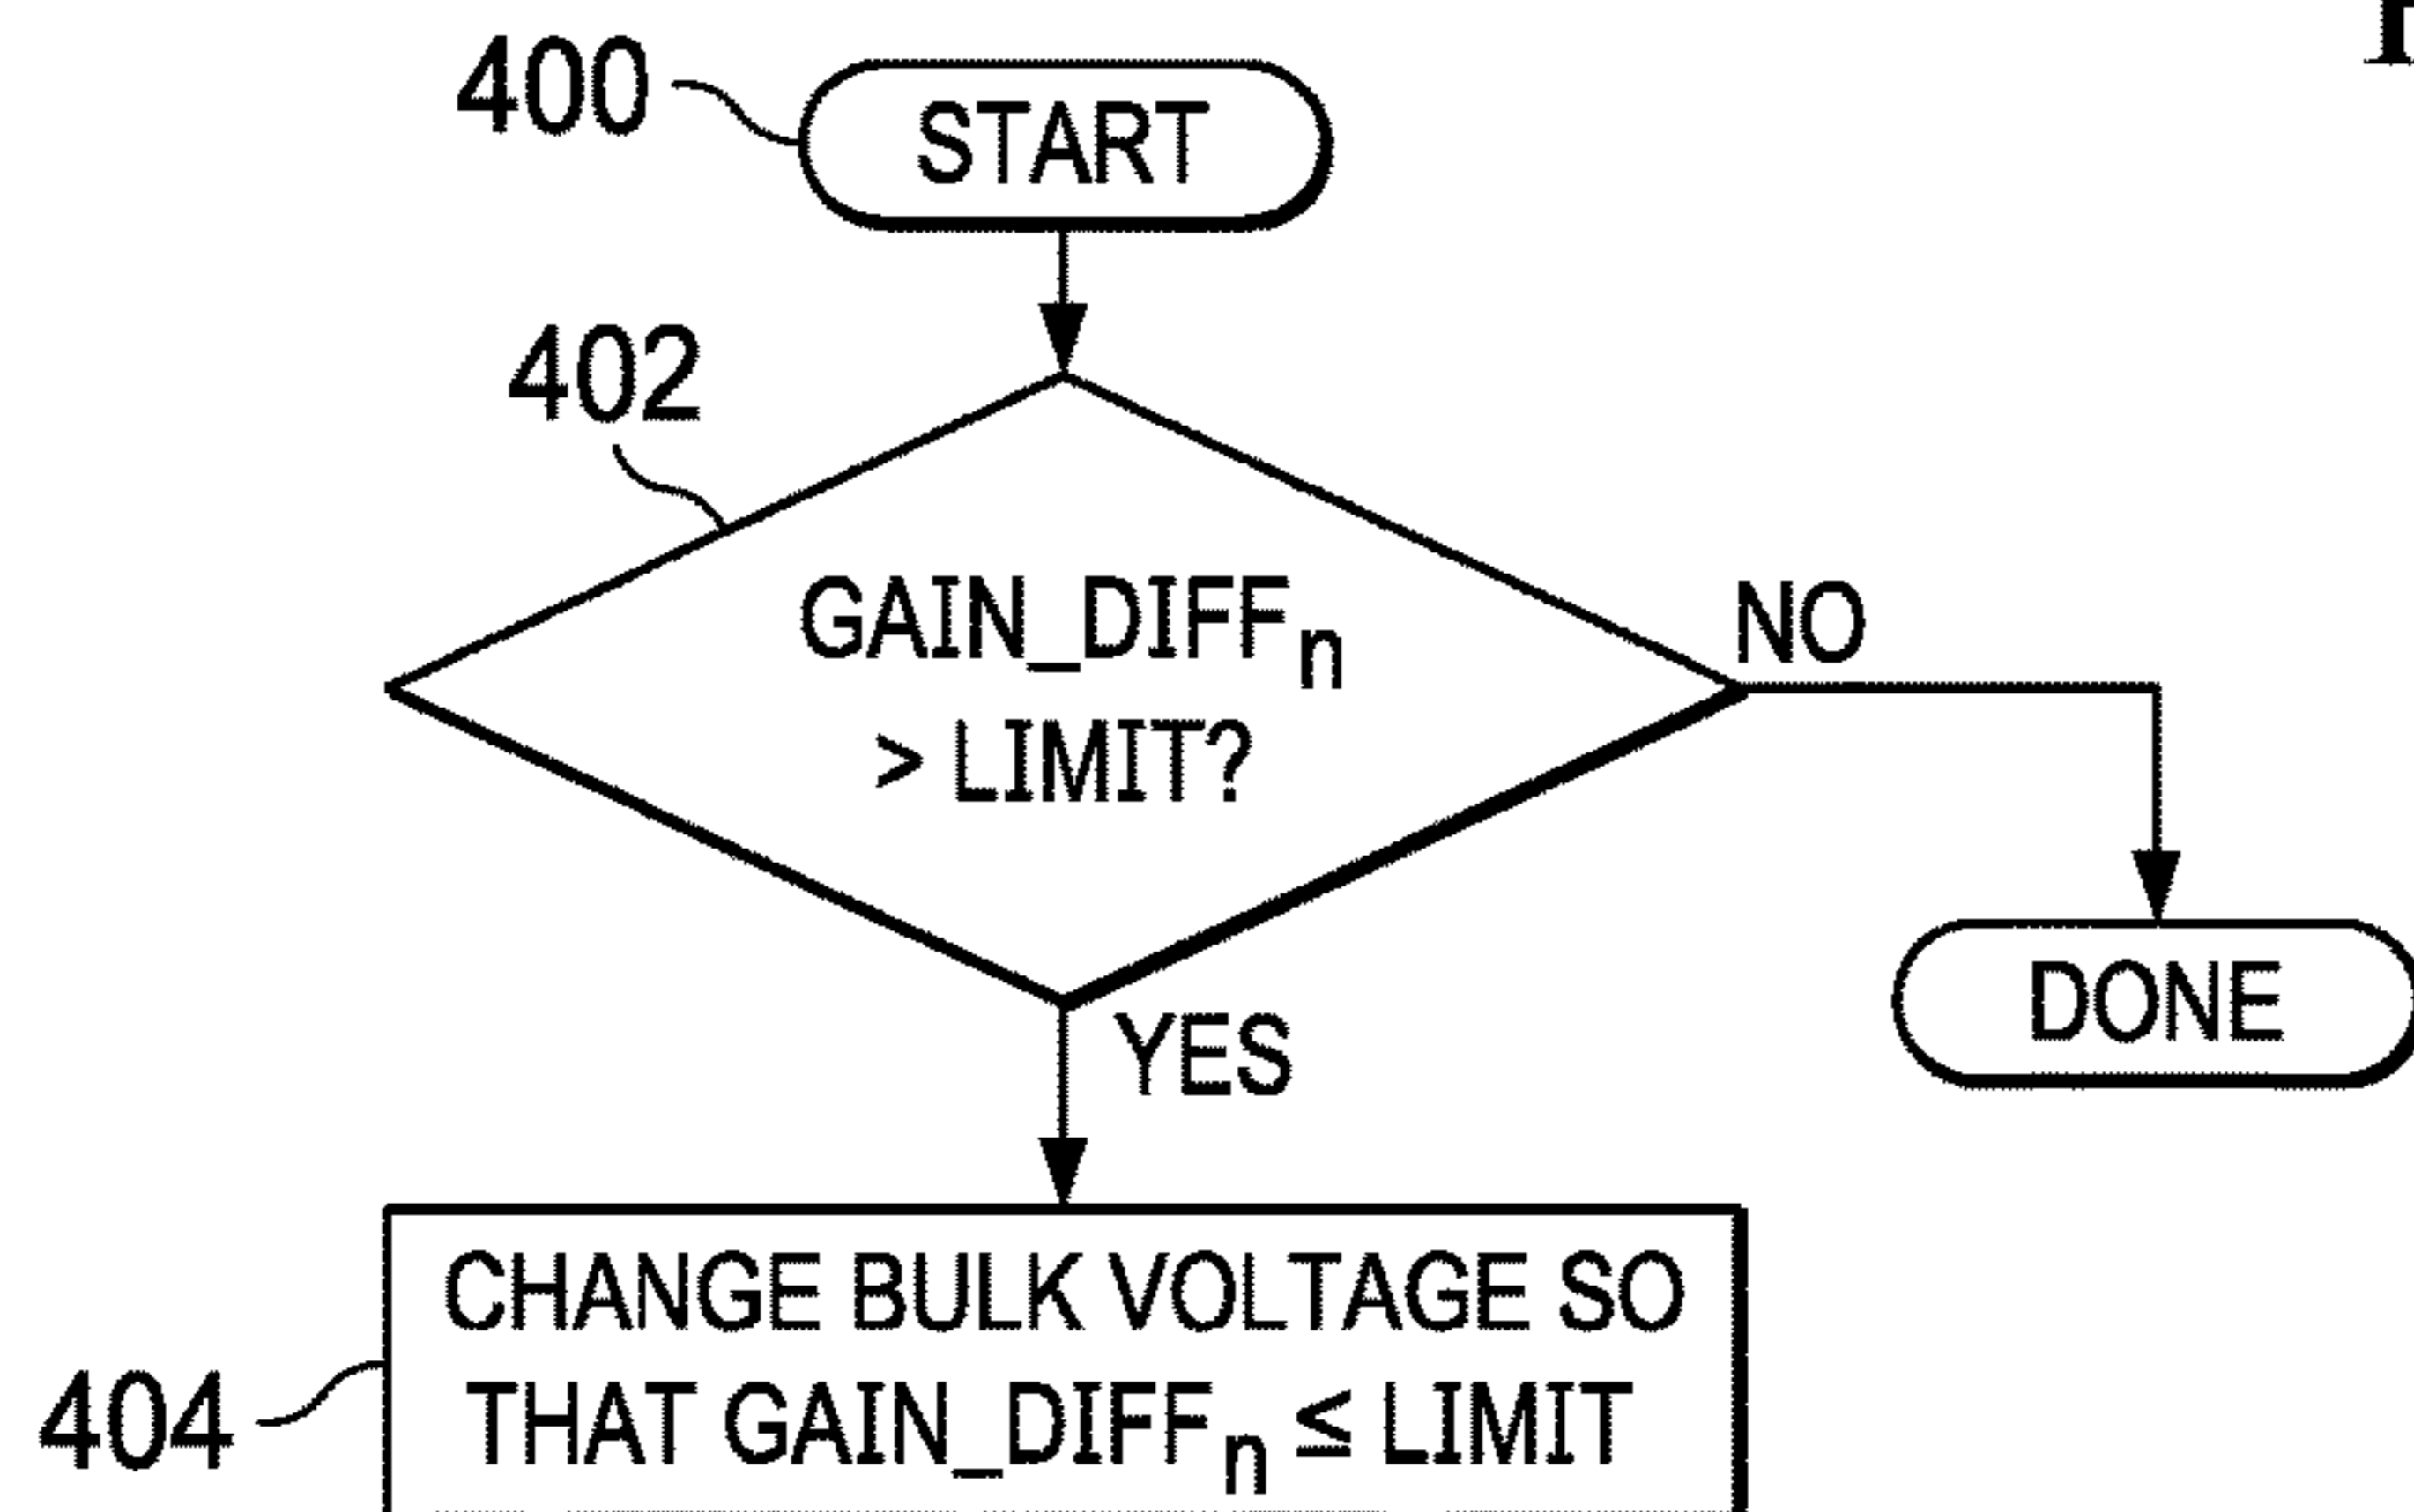 400
START
402
GAIN_DIFFn
> LIMIT?
NO
DONE
YES
CHANGE BULK VOLTAGE SO
404
THAT GAIN_DIFFn ≤ LIMIT